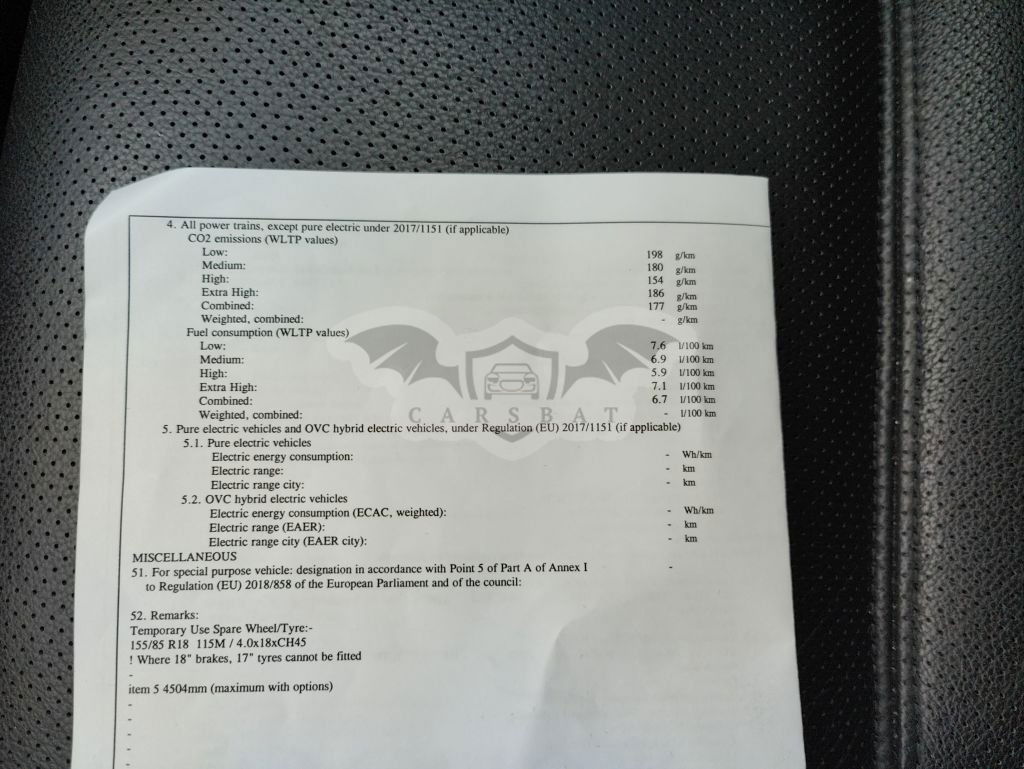 4. All power trains, except pure electric under 2017/1151 (if applicable)
CO2 emissions (WLTP values)
Low: 198 g/km
Medium: 180 g/km
High: 154 g/km
Extra High: 186 g/km
Combined: 177 g/km
Weighted, combined: - g/km
Fuel consumption (WLTP values)
Low: 7.6 l/100 km
Medium: 6.9 l/100 km
High: 5.9 l/100 km
Extra High: 7.1 l/100 km
Combined: 6.7 l/100 km
Weighted, combined: - l/100 km
CARSBAT
5. Pure electric vehicles and OVC hybrid electric vehicles, under Regulation (EU) 2017/1151 (if applicable)
5.1. Pure electric vehicles
Electric energy consumption: - Wh/km
Electric range: - km
Electric range city: - km
5.2. OVC hybrid electric vehicles
Electric energy consumption (ECAC, weighted): - Wh/km
Electric range (EAER): - km
Electric range city (EAER city): - km
MISCELLANEOUS
51. For special purpose vehicle: designation in accordance with Point 5 of Part A of Annex I -
to Regulation (EU) 2018/858 of the European Parliament and of the council:
52. Remarks:
Temporary Use Spare Wheel/Tyre:-
155/85 R18 115M / 4.0x18xCH45
! Where 18" brakes, 17" tyres cannot be fitted
-
item 5 4504mm (maximum with options)
-
-
-
-
-